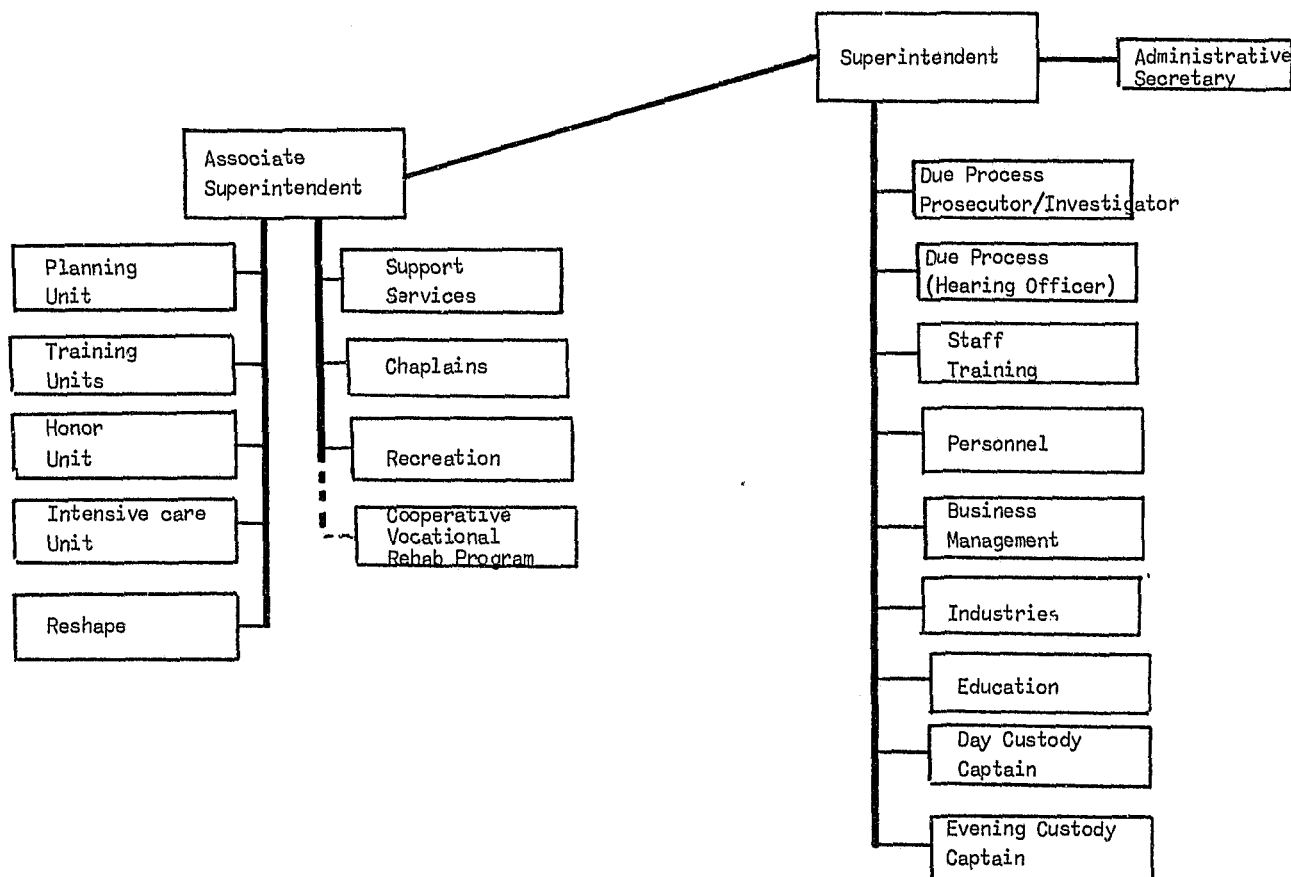 Superintendent
Administrative
Secretary
Associate
Superintendent
Due Process
Prosecutor/Investigator
Due Process
(Hearing Officer)
Staff
Training
Personnel
Business
Management
Industries
Education
Day Custody
Captain
Evening Custody
Captain
Planning
Unit
Training
Units
Honor
Unit
Intensive care
Unit
Reshape
Support
Services
Chaplains
Recreation
Cooperative
Vocational
Rehab Program